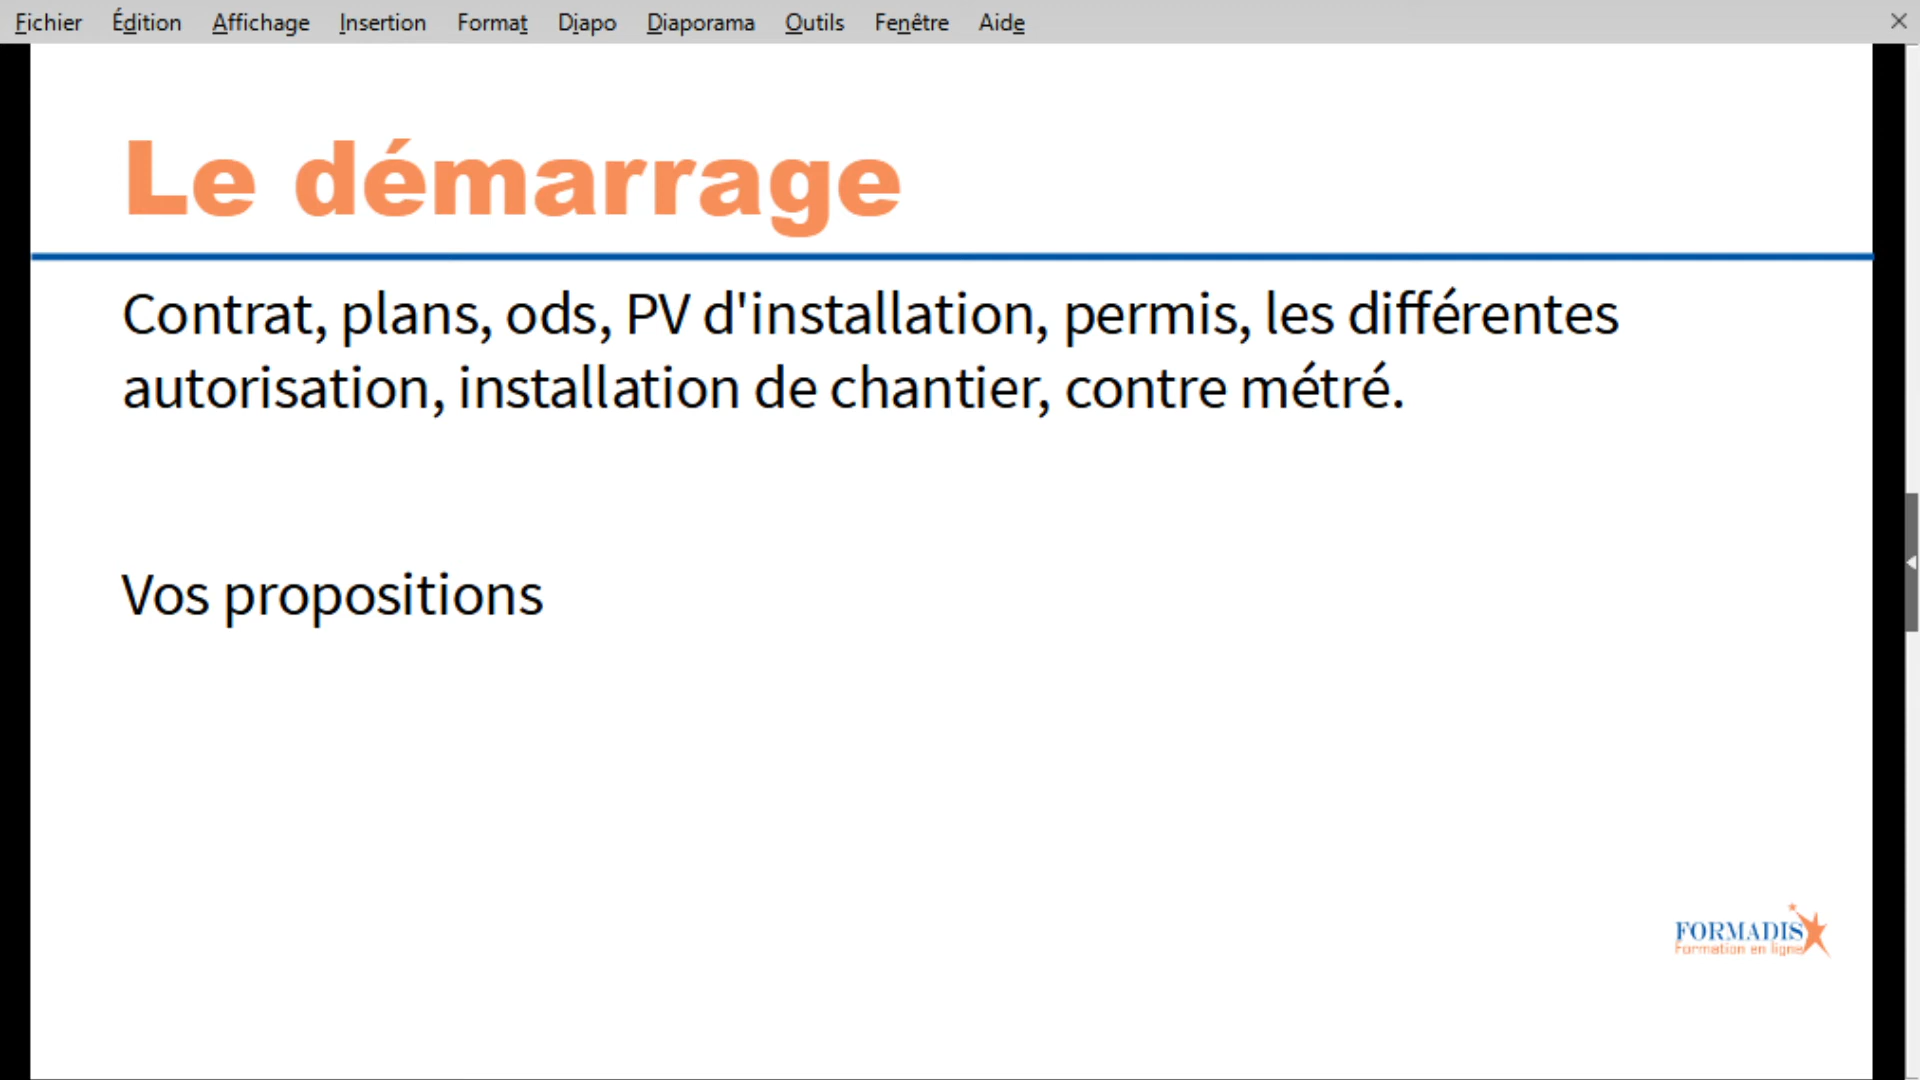 Fichier Édition Affichage Insertion Format Diapo Diaporama Outils Fenêtre Aide
Le démarrage
Contrat, plans, ods, PV d'installation, permis, les différentes
autorisation, installation de chantier, contre métré.
Vos propositions
FORMADIS
Formation en ligne